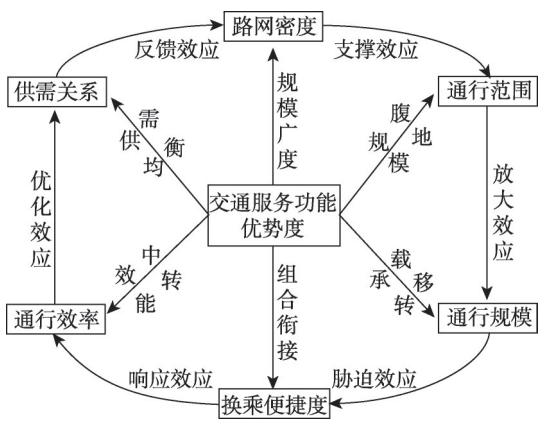 路网密度
反馈效应
支撑效应
供需关系
通行范围
规模广度
供需均衡
规模腹地
优化效应
放大效应
交通服务功能
优势度
效能中转
组合衔接
承载转移
通行效率
通行规模
响应效应
胁迫效应
换乘便捷度